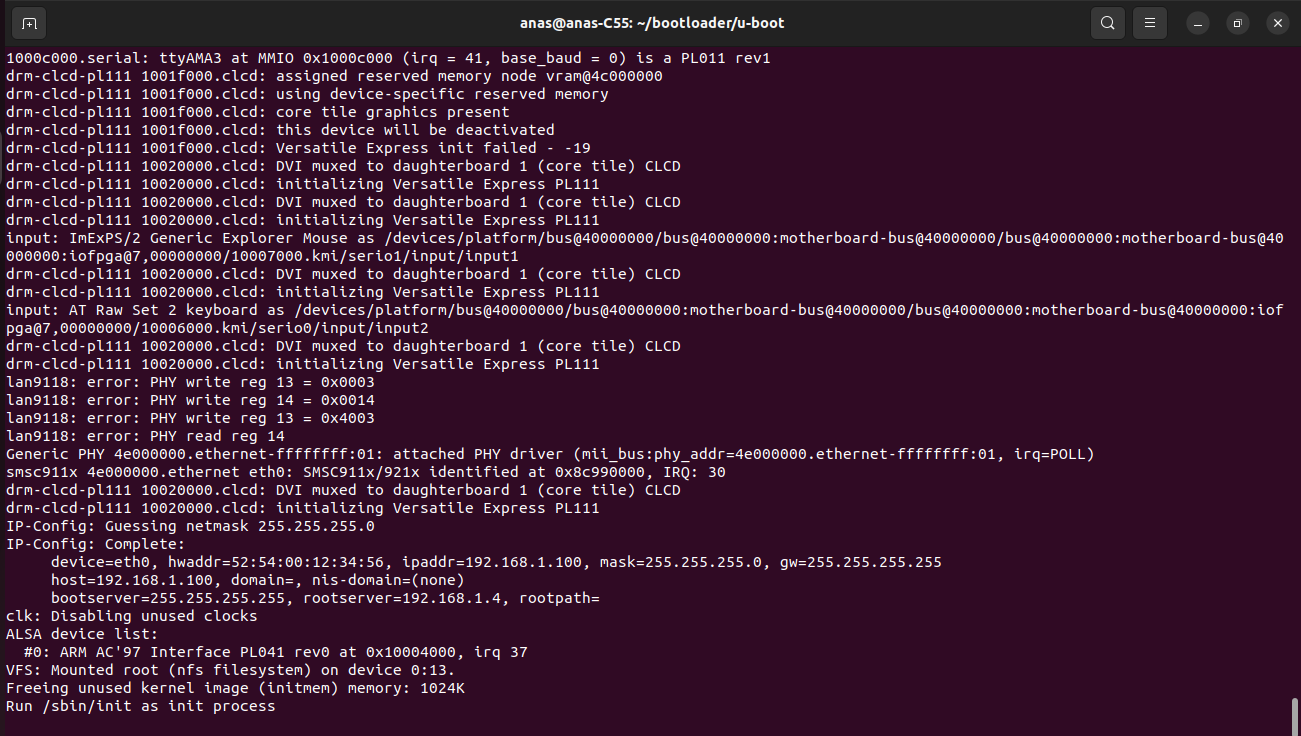 anas@anas-C55: ~/bootloader/u-boot
1000c000.serial: ttyAMA3 at MMIO 0x1000c000 (irq = 41, base_baud = 0) is a PL011 rev1
drm-clcd-pl111 1001f000.clcd: assigned reserved memory node vram@4c000000
drm-clcd-pl111 1001f000.clcd: using device-specific reserved memory
drm-clcd-pl111 1001f000.clcd: core tile graphics present
drm-clcd-pl111 1001f000.clcd: this device will be deactivated
drm-clcd-pl111 1001f000.clcd: Versatile Express init failed - -19
drm-clcd-pl111 10020000.clcd: DVI muxed to daughterboard 1 (core tile) CLCD
drm-clcd-pl111 10020000.clcd: initializing Versatile Express PL111
drm-clcd-pl111 10020000.clcd: DVI muxed to daughterboard 1 (core tile) CLCD
drm-clcd-pl111 10020000.clcd: initializing Versatile Express PL111
input: ImExPS/2 Generic Explorer Mouse as /devices/platform/bus@40000000/bus@40000000:motherboard-bus@40000000/bus@40000000:motherboard-bus@40
000000:iofpga@7,00000000/10007000.kmi/serio1/input/input1
drm-clcd-pl111 10020000.clcd: DVI muxed to daughterboard 1 (core tile) CLCD
drm-clcd-pl111 10020000.clcd: initializing Versatile Express PL111
input: AT Raw Set 2 keyboard as /devices/platform/bus@40000000/bus@40000000:motherboard-bus@40000000/bus@40000000:motherboard-bus@40000000:iof
pga@7,00000000/10006000.kmi/serio0/input/input2
drm-clcd-pl111 10020000.clcd: DVI muxed to daughterboard 1 (core tile) CLCD
drm-clcd-pl111 10020000.clcd: initializing Versatile Express PL111
lan9118: error: PHY write reg 13 = 0x0003
lan9118: error: PHY write reg 14 = 0x0014
lan9118: error: PHY write reg 13 = 0x4003
lan9118: error: PHY read reg 14
Generic PHY 4e000000.ethernet-ffffffff:01: attached PHY driver (mii_bus:phy_addr=4e000000.ethernet-ffffffff:01, irq=POLL)
smsc911x 4e000000.ethernet eth0: SMSC911x/921x identified at 0x8c990000, IRQ: 30
drm-clcd-pl111 10020000.clcd: DVI muxed to daughterboard 1 (core tile) CLCD
drm-clcd-pl111 10020000.clcd: initializing Versatile Express PL111
IP-Config: Guessing netmask 255.255.255.0
IP-Config: Complete:
     device=eth0, hwaddr=52:54:00:12:34:56, ipaddr=192.168.1.100, mask=255.255.255.0, gw=255.255.255.255
     host=192.168.1.100, domain=, nis-domain=(none)
     bootserver=255.255.255.255, rootserver=192.168.1.4, rootpath=
clk: Disabling unused clocks
ALSA device list:
  #0: ARM AC'97 Interface PL041 rev0 at 0x10004000, irq 37
VFS: Mounted root (nfs filesystem) on device 0:13.
Freeing unused kernel image (initmem) memory: 1024K
Run /sbin/init as init process